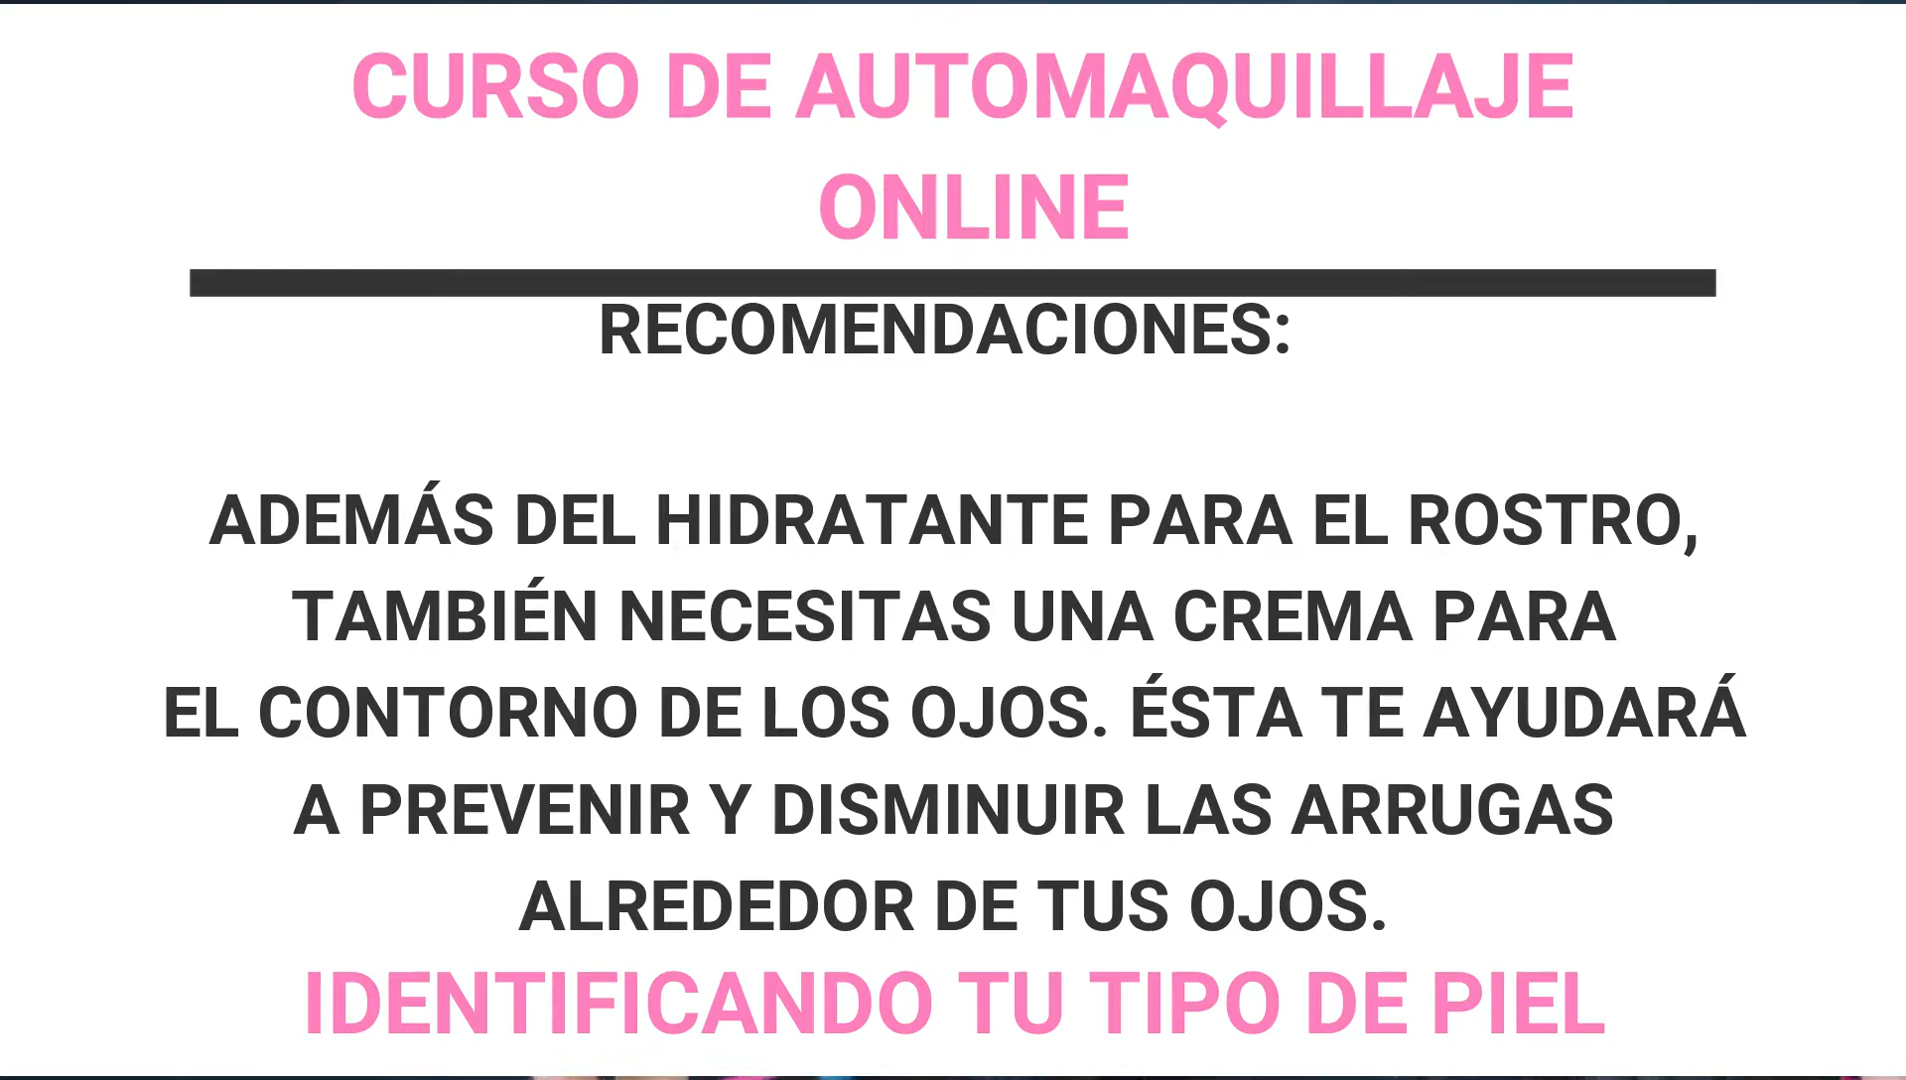 CURSO DE AUTOMAQUILLAJE
ONLINE
RECOMENDACIONES:
ADEMÁS DEL HIDRATANTE PARA EL ROSTRO,
TAMBIÉN NECESITAS UNA CREMA PARA
EL CONTORNO DE LOS OJOS. ÉSTA TE AYUDARÁ
A PREVENIR Y DISMINUIR LAS ARRUGAS
ALREDEDOR DE TUS OJOS.
IDENTIFICANDO TU TIPO DE PIEL